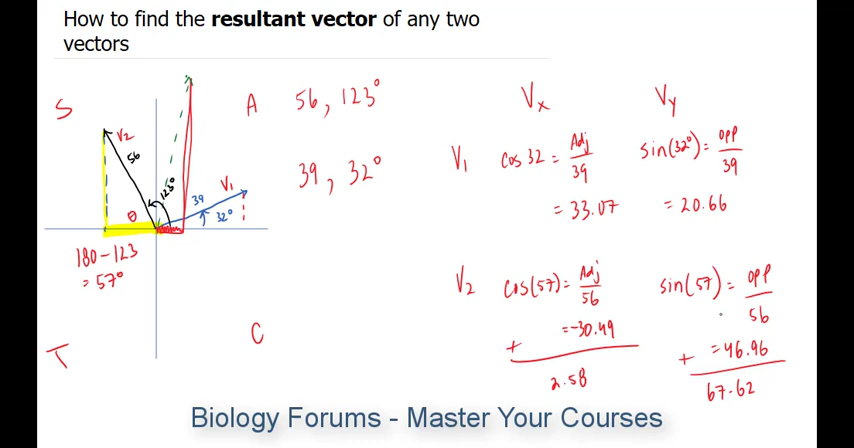 How to find the resultant vector of any two
vectors
S
A
56, 123°
39, 32°
V2
56
123°
39
V1
32°
θ
180-123
= 57°
T
C
Vx
Vy
V1
cos 32 = Adj/39
= 33.07
sin(32°) = opp/39
= 20.66
V2
cos(57) = Adj/56
+ = -30.49
2.58
sin(57) = opp/56
+ = 46.96
67.62
Biology Forums - Master Your Courses